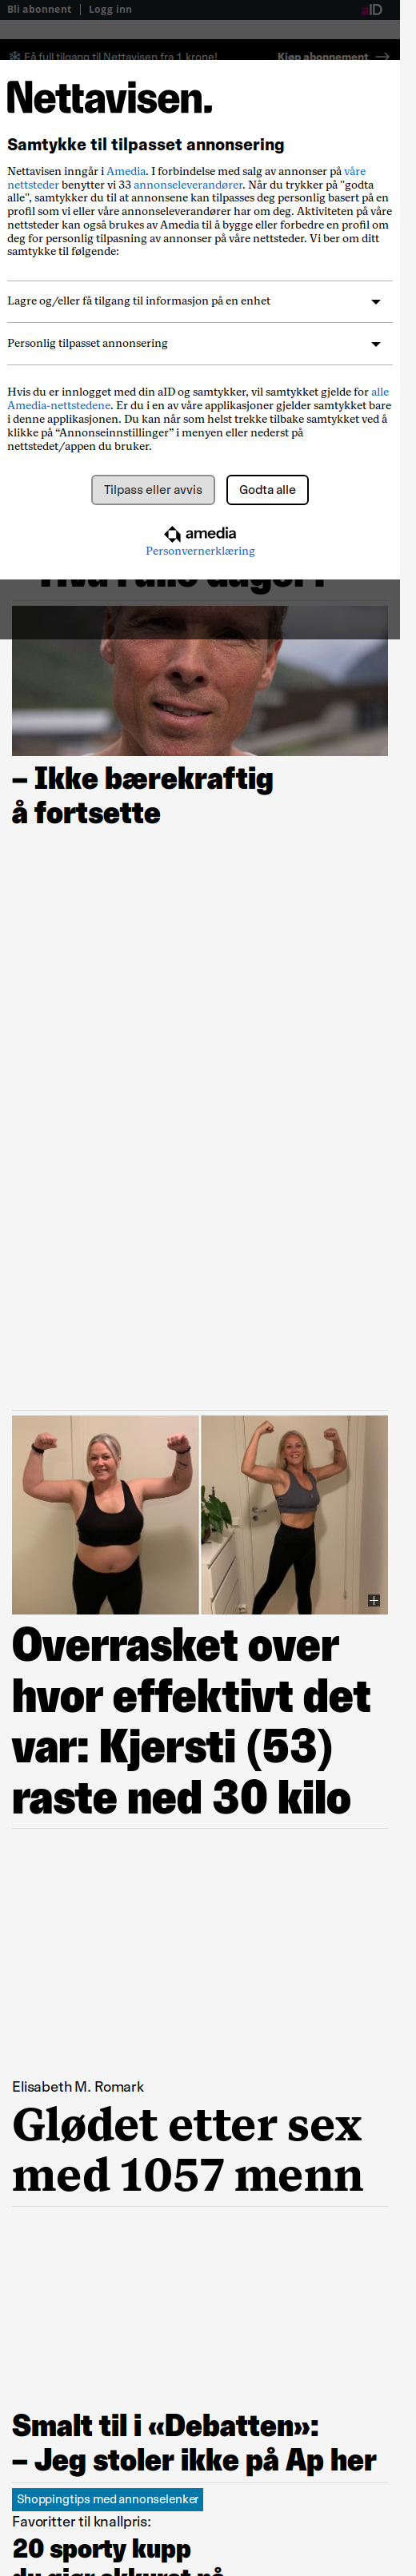 Bli abonnent
Logg inn
aID
Få full tilgang til Nettavisen fra 1 krone!
Kjøp abonnement
Nettavisen.
Samtykke til tilpasset annonsering
Nettavisen inngår i Amedia. I forbindelse med salg av annonser på våre
nettsteder benytter vi 33 annonseleverandører. Når du trykker på "godta
alle", samtykker du til at annonsene kan tilpasses deg personlig basert på en
profil som vi eller våre annonseleverandører har om deg. Aktiviteten på våre
nettsteder kan også brukes av Amedia til å bygge eller forbedre en profil om
deg for personlig tilpasning av annonser på våre nettsteder. Vi ber om ditt
samtykke til følgende:
Lagre og/eller få tilgang til informasjon på en enhet
Personlig tilpasset annonsering
Hvis du er innlogget med din aID og samtykker, vil samtykket gjelde for alle
Amedia-nettstedene. Er du i en av våre applikasjoner gjelder samtykket bare
i denne applikasjonen. Du kan når som helst trekke tilbake samtykket ved å
klikke på “Annonseinnstillinger” i menyen eller nederst på
nettstedet/appen du bruker.
Tilpass eller avvis
Godta alle
amedia
Personvernerklæring
– Ikke bærekraftig
å fortsette
Overrasket over
hvor effektivt det
var: Kjersti (53)
raste ned 30 kilo
Elisabeth M. Romark
Glødet etter sex
med 1057 menn
Smalt til i «Debatten»:
– Jeg stoler ikke på Ap her
Shoppingtips med annonselenker
Favoritter til knallpris:
20 sporty kupp